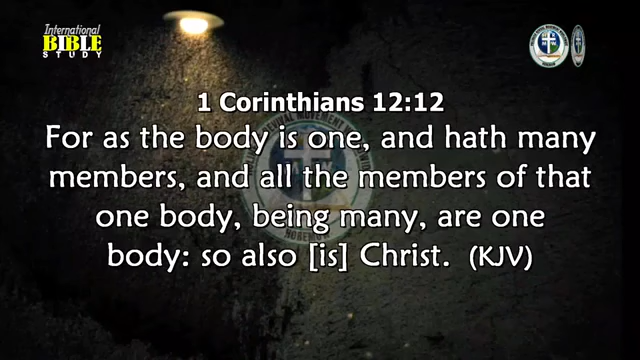 International
BIBLE
STUDY
1 Corinthians 12:12
For as the body is one, and hath many
members, and all the members of that
one body, being many, are one
body: so also [is] Christ. (KJV)